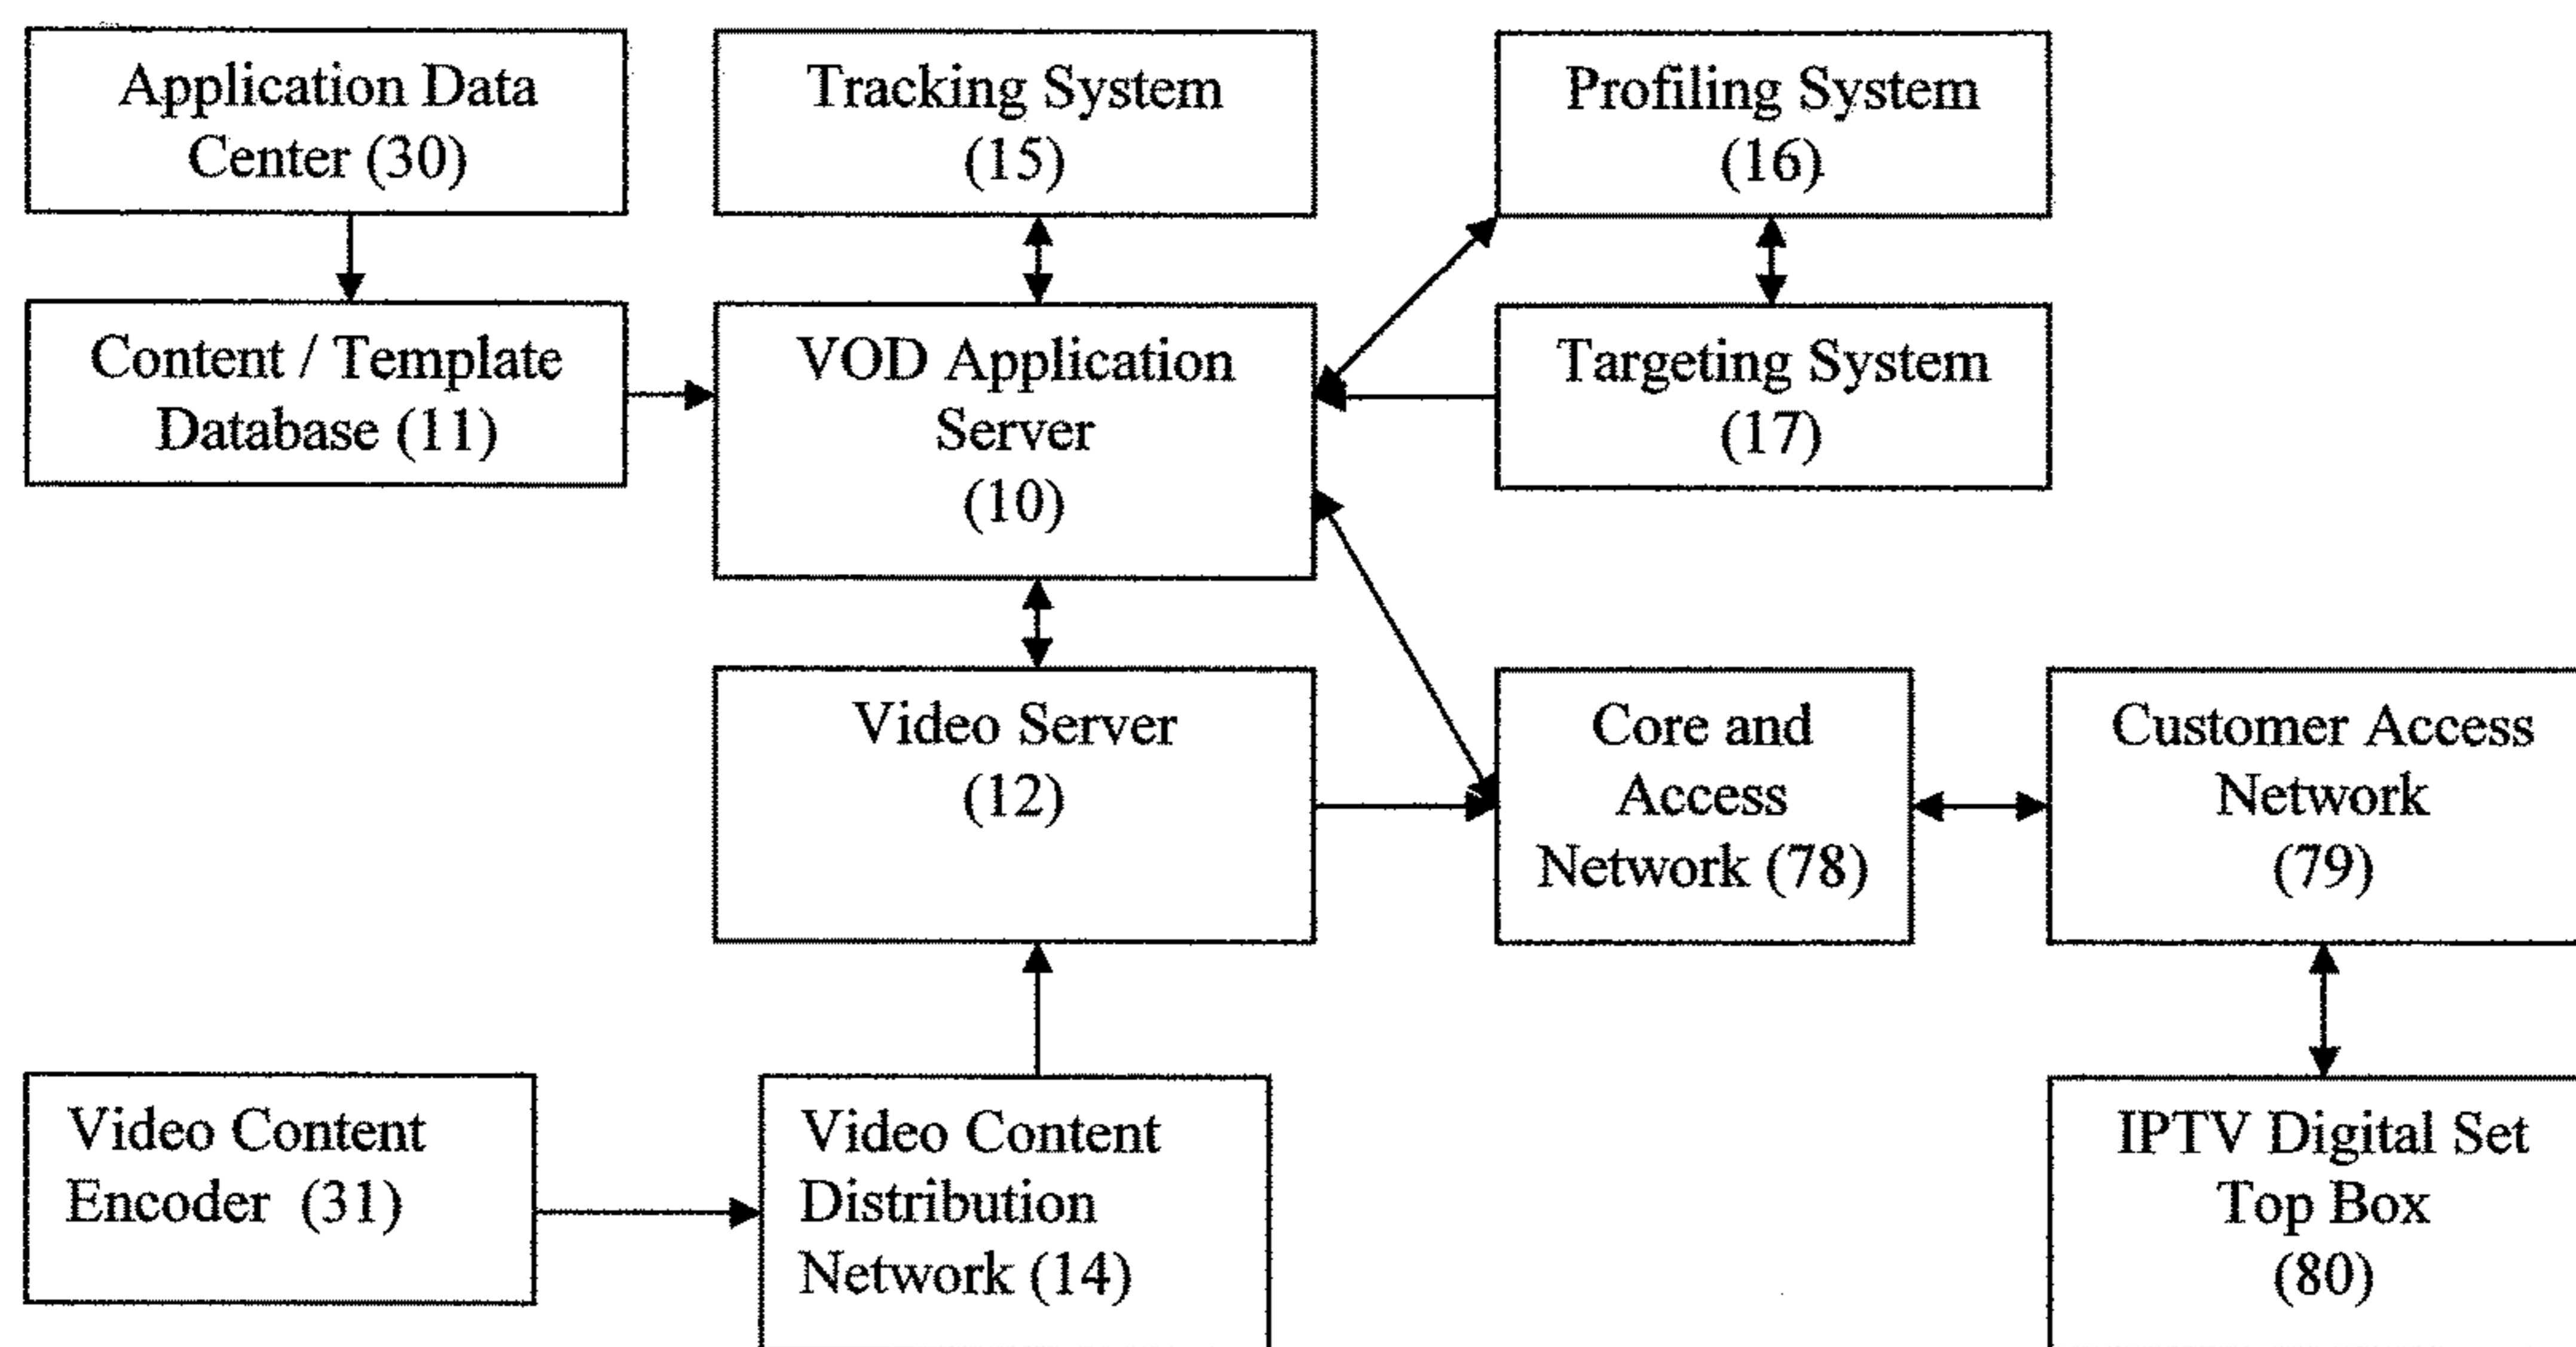 Application Data
Center (30)
Tracking System
(15)
Profiling System
(16)
Content / Template
Database (11)
VOD Application
Server
(10)
Targeting System
(17)
Video Server
(12)
Core and
Access
Network (78)
Customer Access
Network
(79)
Video Content
Encoder (31)
Video Content
Distribution
Network (14)
IPTV Digital Set
Top Box
(80)